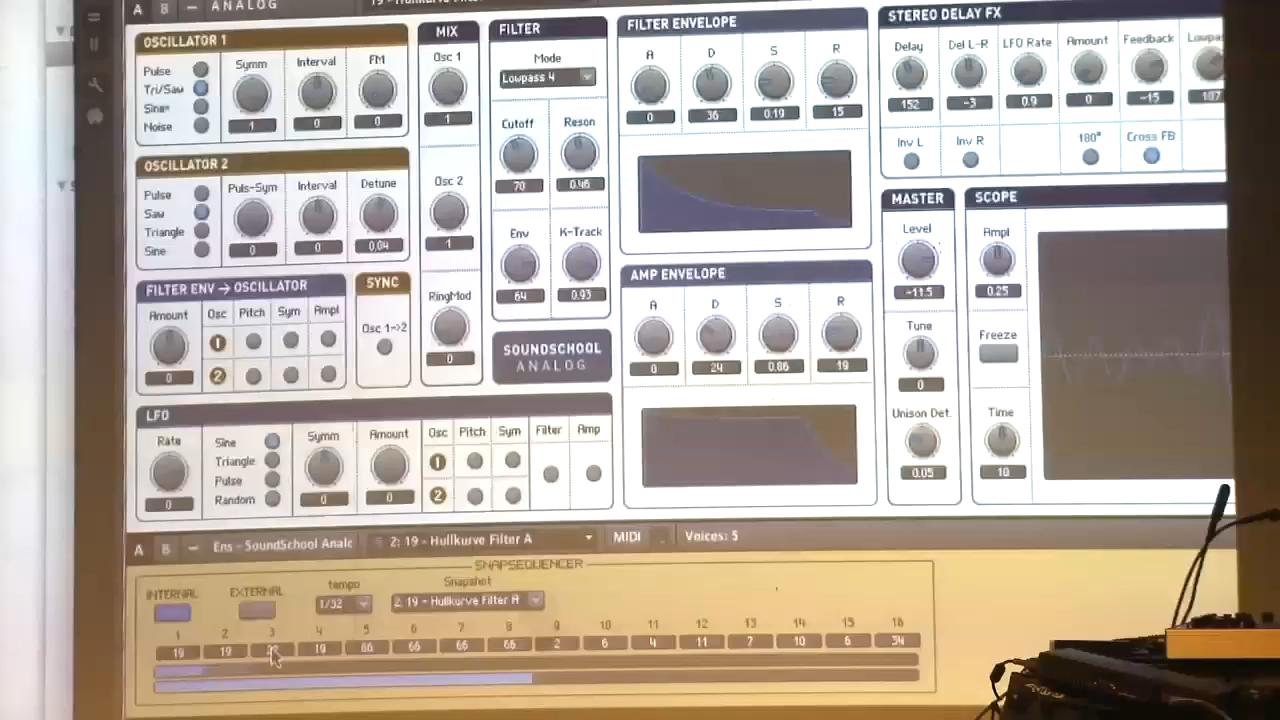 A B ANALOG
OSCILLATOR 1
Pulse
Tri/Saw
Sine
Noise
Symm
1
Interval
0
FM
0
OSCILLATOR 2
Pulse
Saw
Triangle
Sine
Puls-Sym
0
Interval
0
Detune
0.04
FILTER ENV → OSCILLATOR
Amount
0
Osc Pitch Sym Ampl
1
2
SYNC
Osc 1->2
MIX
Osc 1
1
Osc 2
1
RingMod
0
FILTER
Mode
Lowpass 4
Cutoff
70
Reson
0.46
Env
64
K-Track
0.93
SOUNDSCHOOL
ANALOG
LFO
Rate
0
Sine
Triangle
Pulse
Random
Symm
0
Amount
0
Osc Pitch Sym Filter Amp
1
2
FILTER ENVELOPE
A D S R
0 36 0.19 15
AMP ENVELOPE
A D S R
0 24 0.86 19
STEREO DELAY FX
Delay Del L-R LFO Rate Amount Feedback Lowpas
152 -3 0.9 0 -15 107
Inv L Inv R 180° Cross FB
MASTER
Level
-11.5
Tune
0
Unison Det.
0.05
SCOPE
Ampl
0.25
Freeze
Time
10
A B Ens - SoundSchool Analc 2: 19 - Hullkurve Filter A MIDI Voices: 5
SNAPSEQUENCER
INTERNAL EXTERNAL tempo Snapshot
1/32 2: 19 - Hullkurve Filter A
1 2 3 4 5 6 7 8 9 10 11 12 13 14 15 16
19 19 19 66 66 66 66 2 6 4 11 7 10 6 34